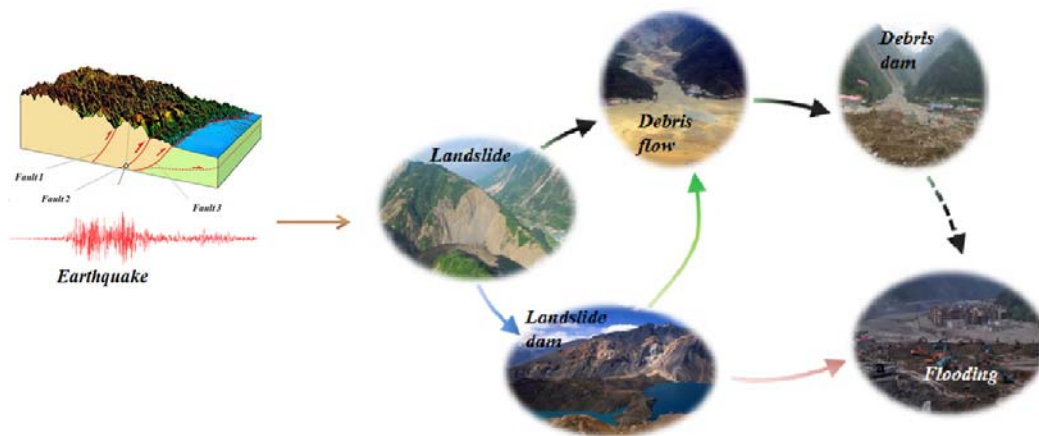 Fault 1
Fault 2
Fault 3
Earthquake
Landslide
Debris
flow
Debris
dam
Landslide
dam
Flooding